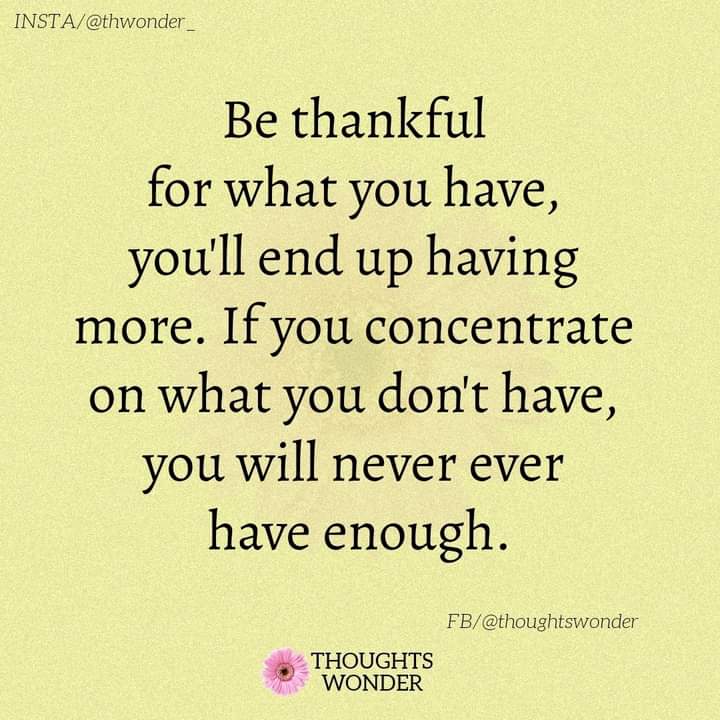 INSTA/@thwonder_
Be thankful
for what you have,
you'll end up having
more. If you concentrate
on what you don't have,
you will never ever
have enough.
FB/@thoughtswonder
THOUGHTS
WONDER